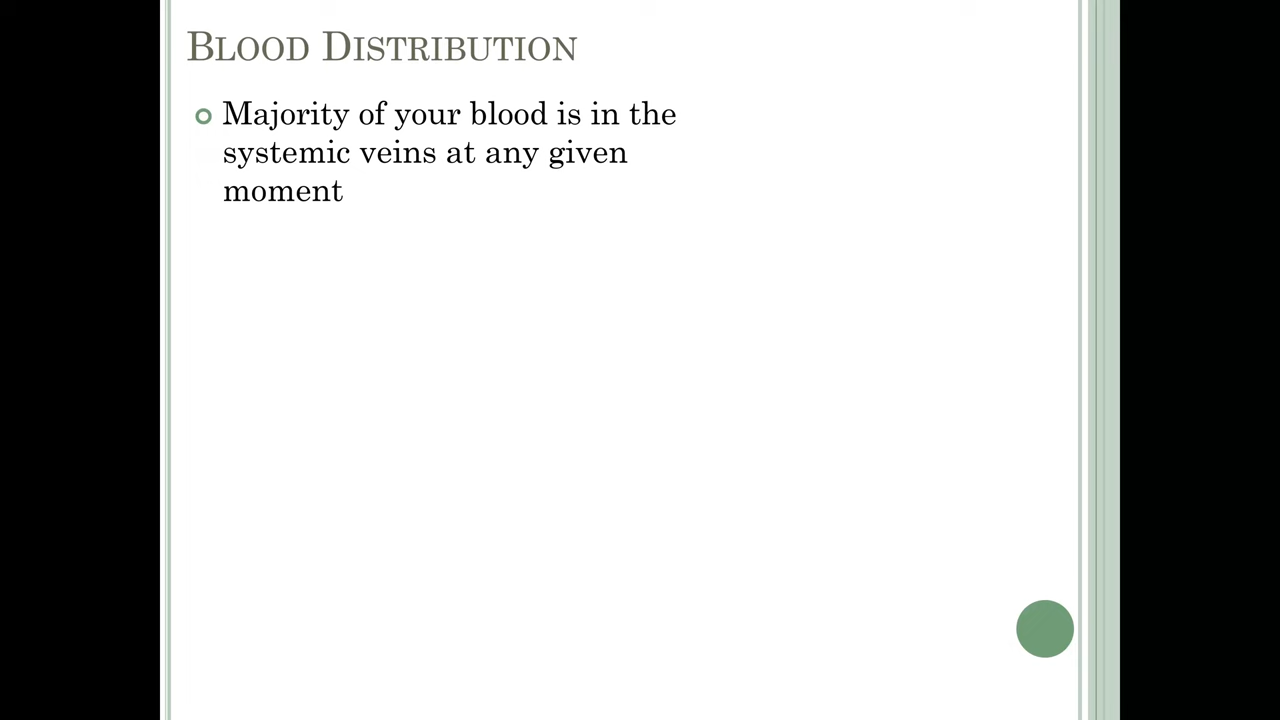 Blood Distribution
Majority of your blood is in the
systemic veins at any given
moment